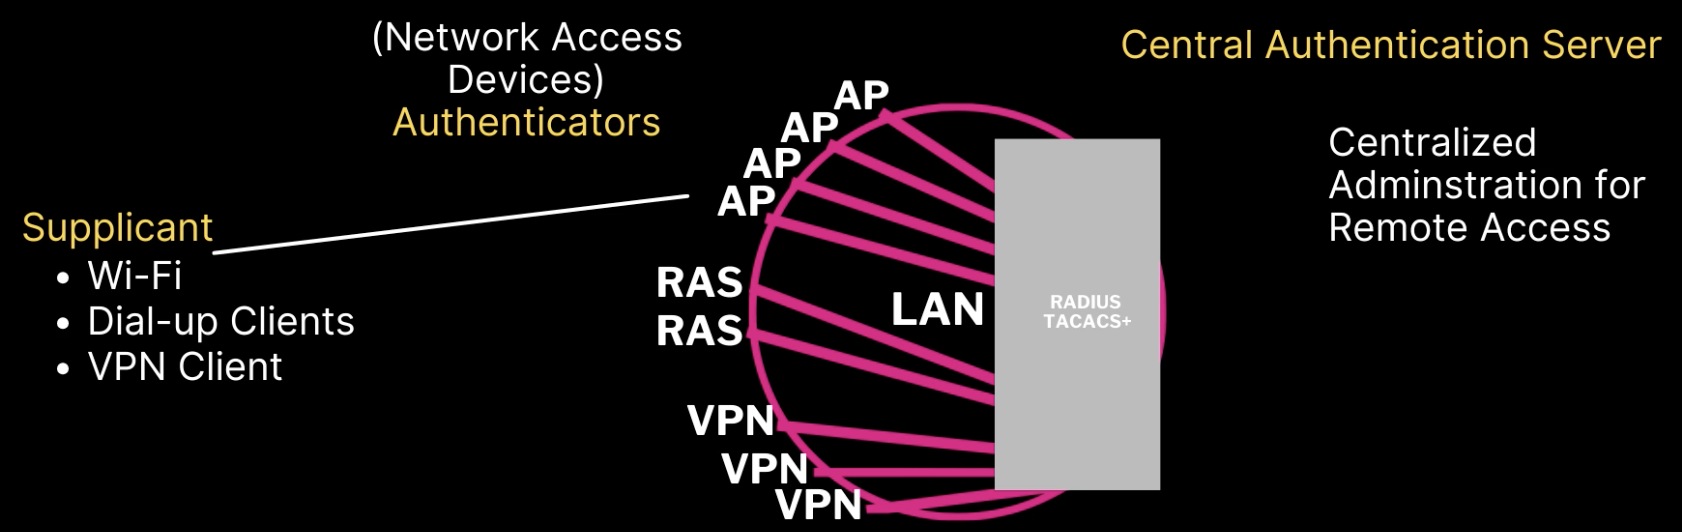 (Network Access
Devices)
Authenticators
Central Authentication Server
Centralized
Adminstration for
Remote Access
Supplicant
• Wi-Fi
• Dial-up Clients
• VPN Client
AP
AP
AP
AP
RAS
RAS
LAN
RADIUS
TACACS+
VPN
VPN
VPN